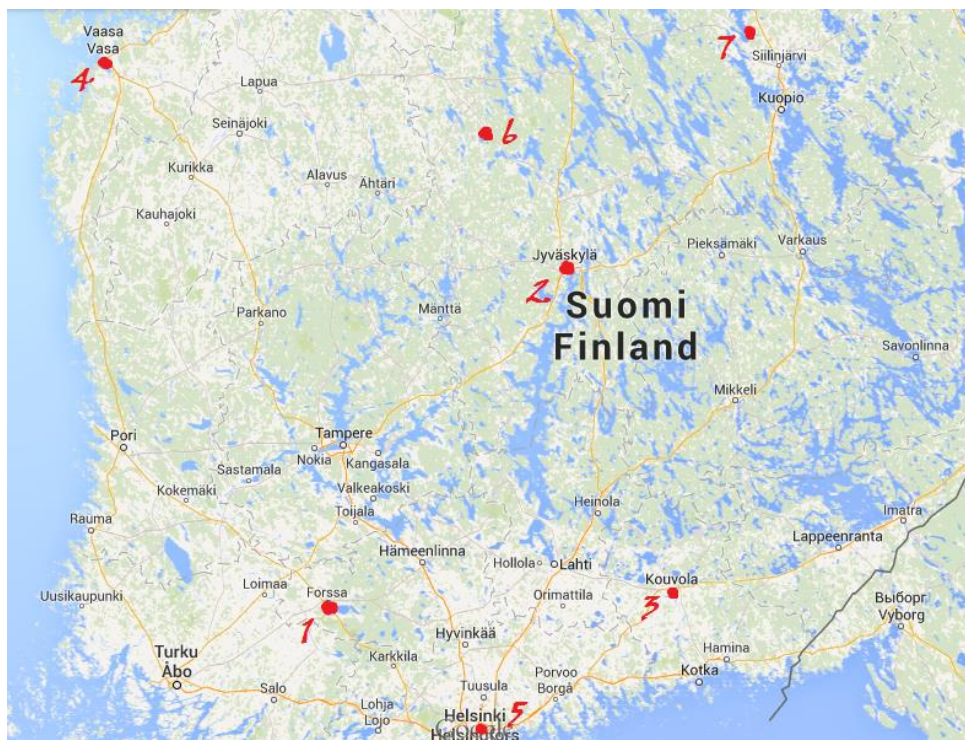 Vaasa
Vasa
4
7
Siilinjärvi
Lapua
Kuopio
Seinäjoki
6
Kurikka
Alavus
Ähtäri
Kauhajoki
Pieksämäki
Varkaus
Jyväskylä
2
Suomi
Finland
Parkano
Mänttä
Savonlinna
Mikkeli
Pori
Tampere
Nokia
Kangasala
Sastamala
Valkeakoski
Kokemäki
Toijala
Heinola
Rauma
Imatra
Lappeenranta
Hämeenlinna
Hollola
Lahti
Kouvola
3
Uusikaupunki
Loimaa
Forssa
1
Orimattila
Выборг
Vyborg
Hyvinkää
Turku
Åbo
Karkkila
Hamina
Kotka
Salo
Tuusula
Porvoo
Borgå
Lohja
Lojo
Helsinki
5
Google
Helsingfors